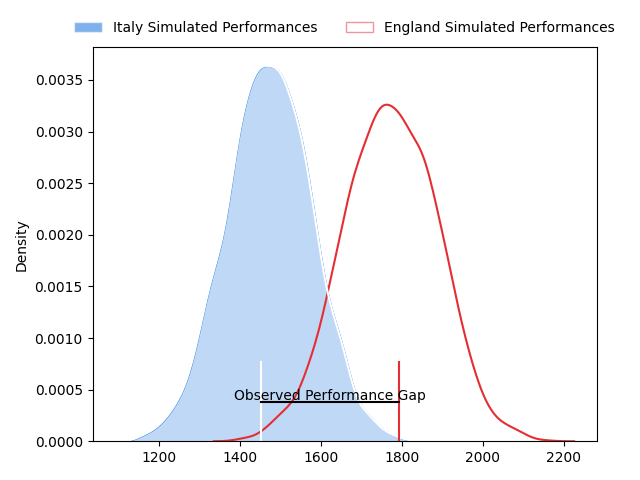 Italy Simulated Performances England Simulated Performances
0.0035
0.0030
0.0025
0.0020
0.0015
0.0010
0.0005
0.0000
Density
Observed Performance Gap
1200 1400 1600 1800 2000 2200